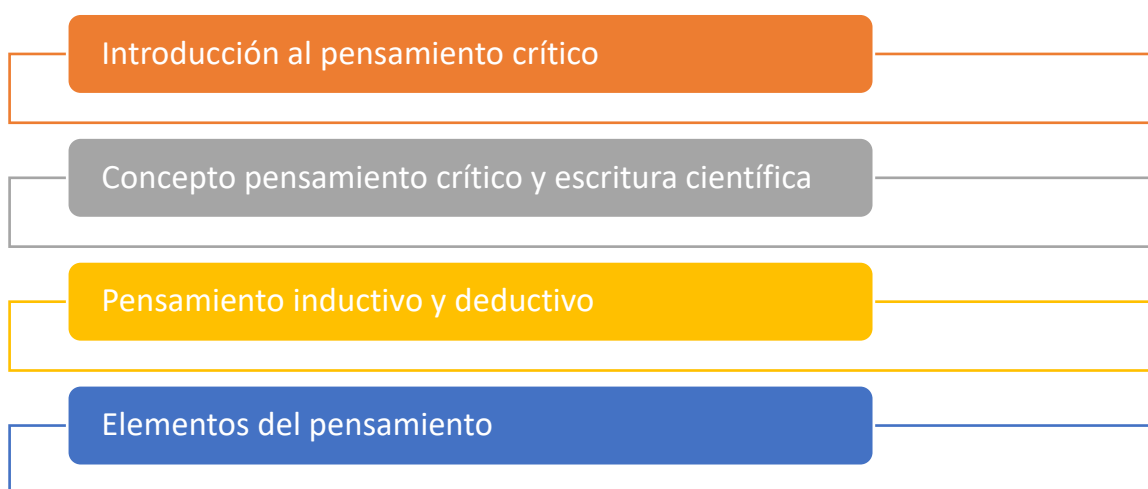 Introducción al pensamiento crítico
Concepto pensamiento crítico y escritura científica
Pensamiento inductivo y deductivo
Elementos del pensamiento